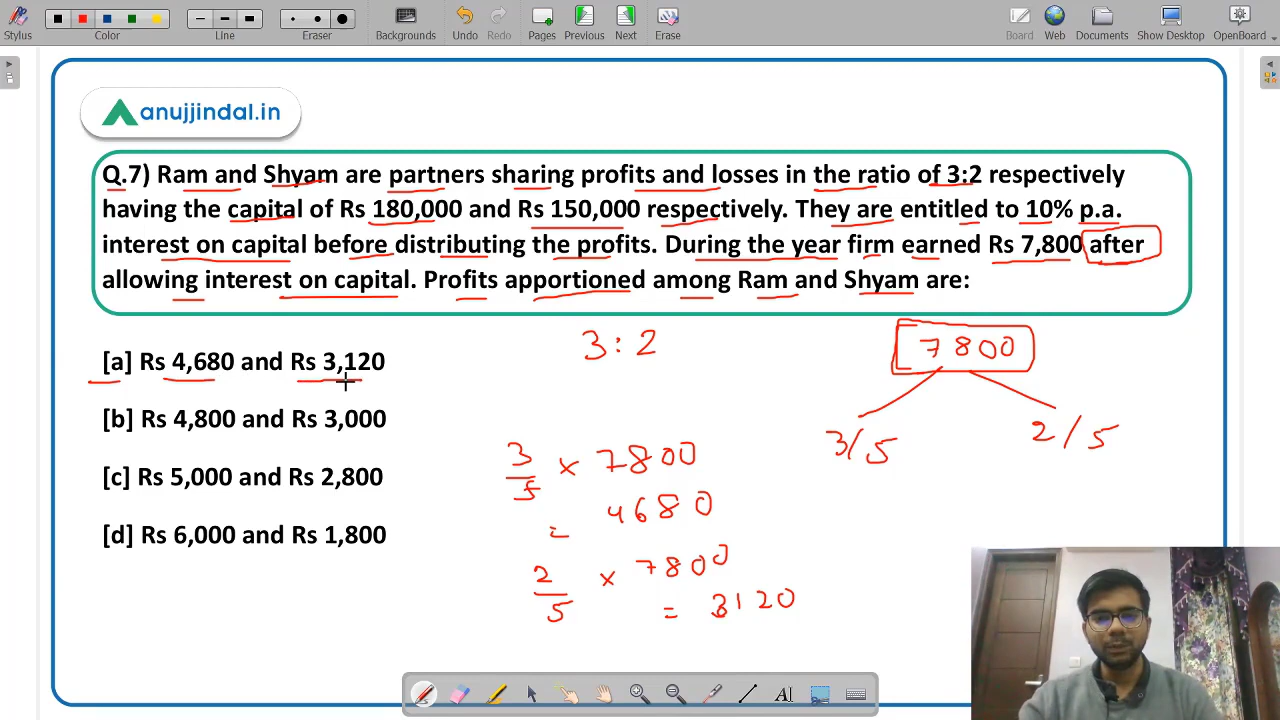 Stylus
Color
Line
Eraser
Backgrounds
Undo
Redo
Pages
Previous
Next
Erase
Board
Web
Documents
Show Desktop
OpenBoard
anujjindal.in
Q.7) Ram and Shyam are partners sharing profits and losses in the ratio of 3:2 respectively
having the capital of Rs 180,000 and Rs 150,000 respectively. They are entitled to 10% p.a.
interest on capital before distributing the profits. During the year firm earned Rs 7,800 after
allowing interest on capital. Profits apportioned among Ram and Shyam are:
[a] Rs 4,680 and Rs 3,120
[b] Rs 4,800 and Rs 3,000
[c] Rs 5,000 and Rs 2,800
[d] Rs 6,000 and Rs 1,800
3:2
3/5 × 7800
= 4680
2/5 × 7800
= 3120
7800
3/5
2/5